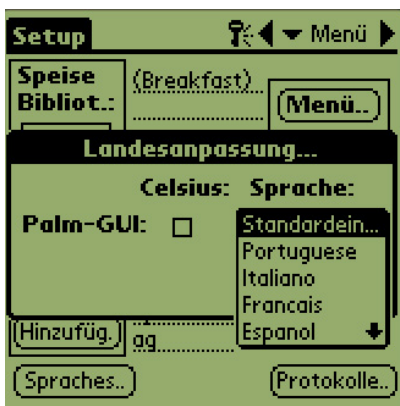 Setup Menü
Speise (Breakfast)
Bibliot.: (Menü..)
Landesanpassung...
Celsius: Sprache:
Palm-GUI: Standardein...
Portuguese
Italiano
Francais
Espanol
Hinzufüg. ag
Spraches.. Protokolle..